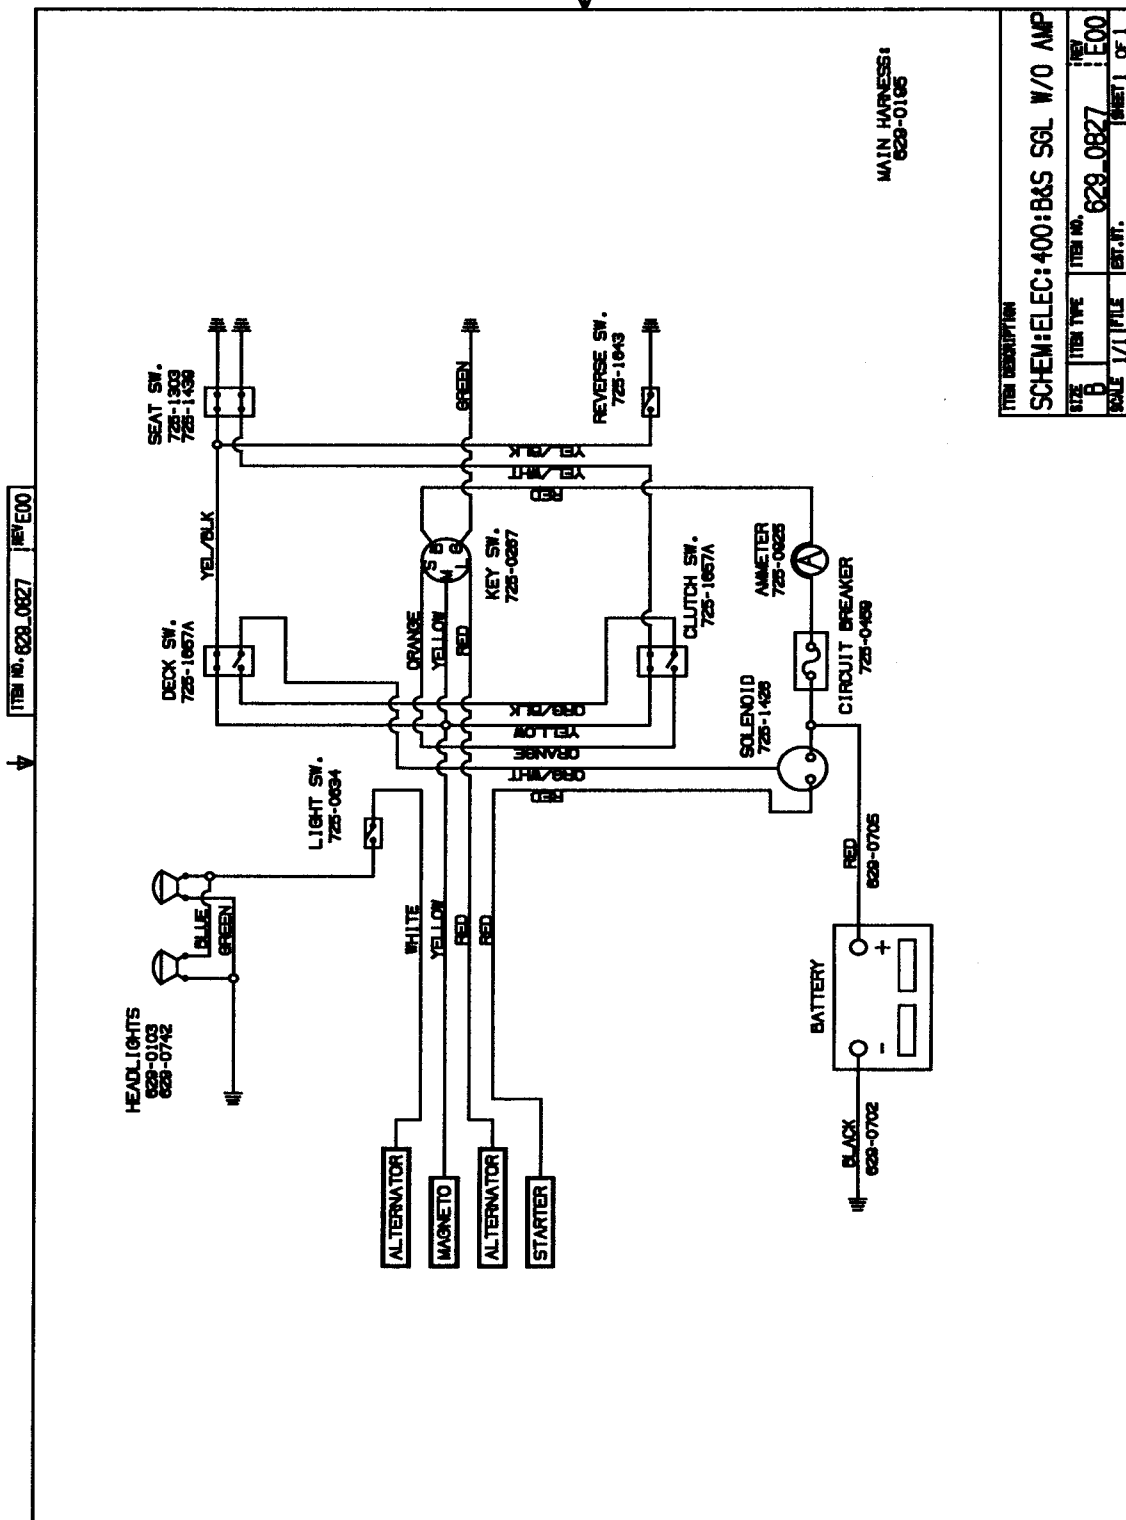 ITEM NO. 629_0827 REV E00
SEAT SW.
725-1303
725-1439
YEL/BLK
DECK SW.
725-1657A
GREEN
REVERSE SW.
725-1643
YEL/BLK
YEL/WHT
RED
S B G M L
KEY SW.
725-0267
ORANGE
YELLOW
RED
CLUTCH SW.
725-1657A
AMMETER
725-0925
A
CIRCUIT BREAKER
725-0459
SOLENOID
725-1426
ORG/BLK
YELLOW
ORANGE
ORG/WHT
RED
LIGHT SW.
725-0634
HEADLIGHTS
629-0103
629-0742
BLUE
GREEN
WHITE
YELLOW
RED
RED
ALTERNATOR
MAGNETO
ALTERNATOR
STARTER
RED
629-0705
BATTERY
- +
BLACK
629-0702
MAIN HARNESS:
629-0195
ITEM DESCRIPTION
SCHEM:ELEC:400:B&S SGL W/O AMP
SIZE B ITEM TYPE ITEM NO. 629_0827 REV E00
SCALE 1/1 FILE EST.WT. SHEET 1 OF 1